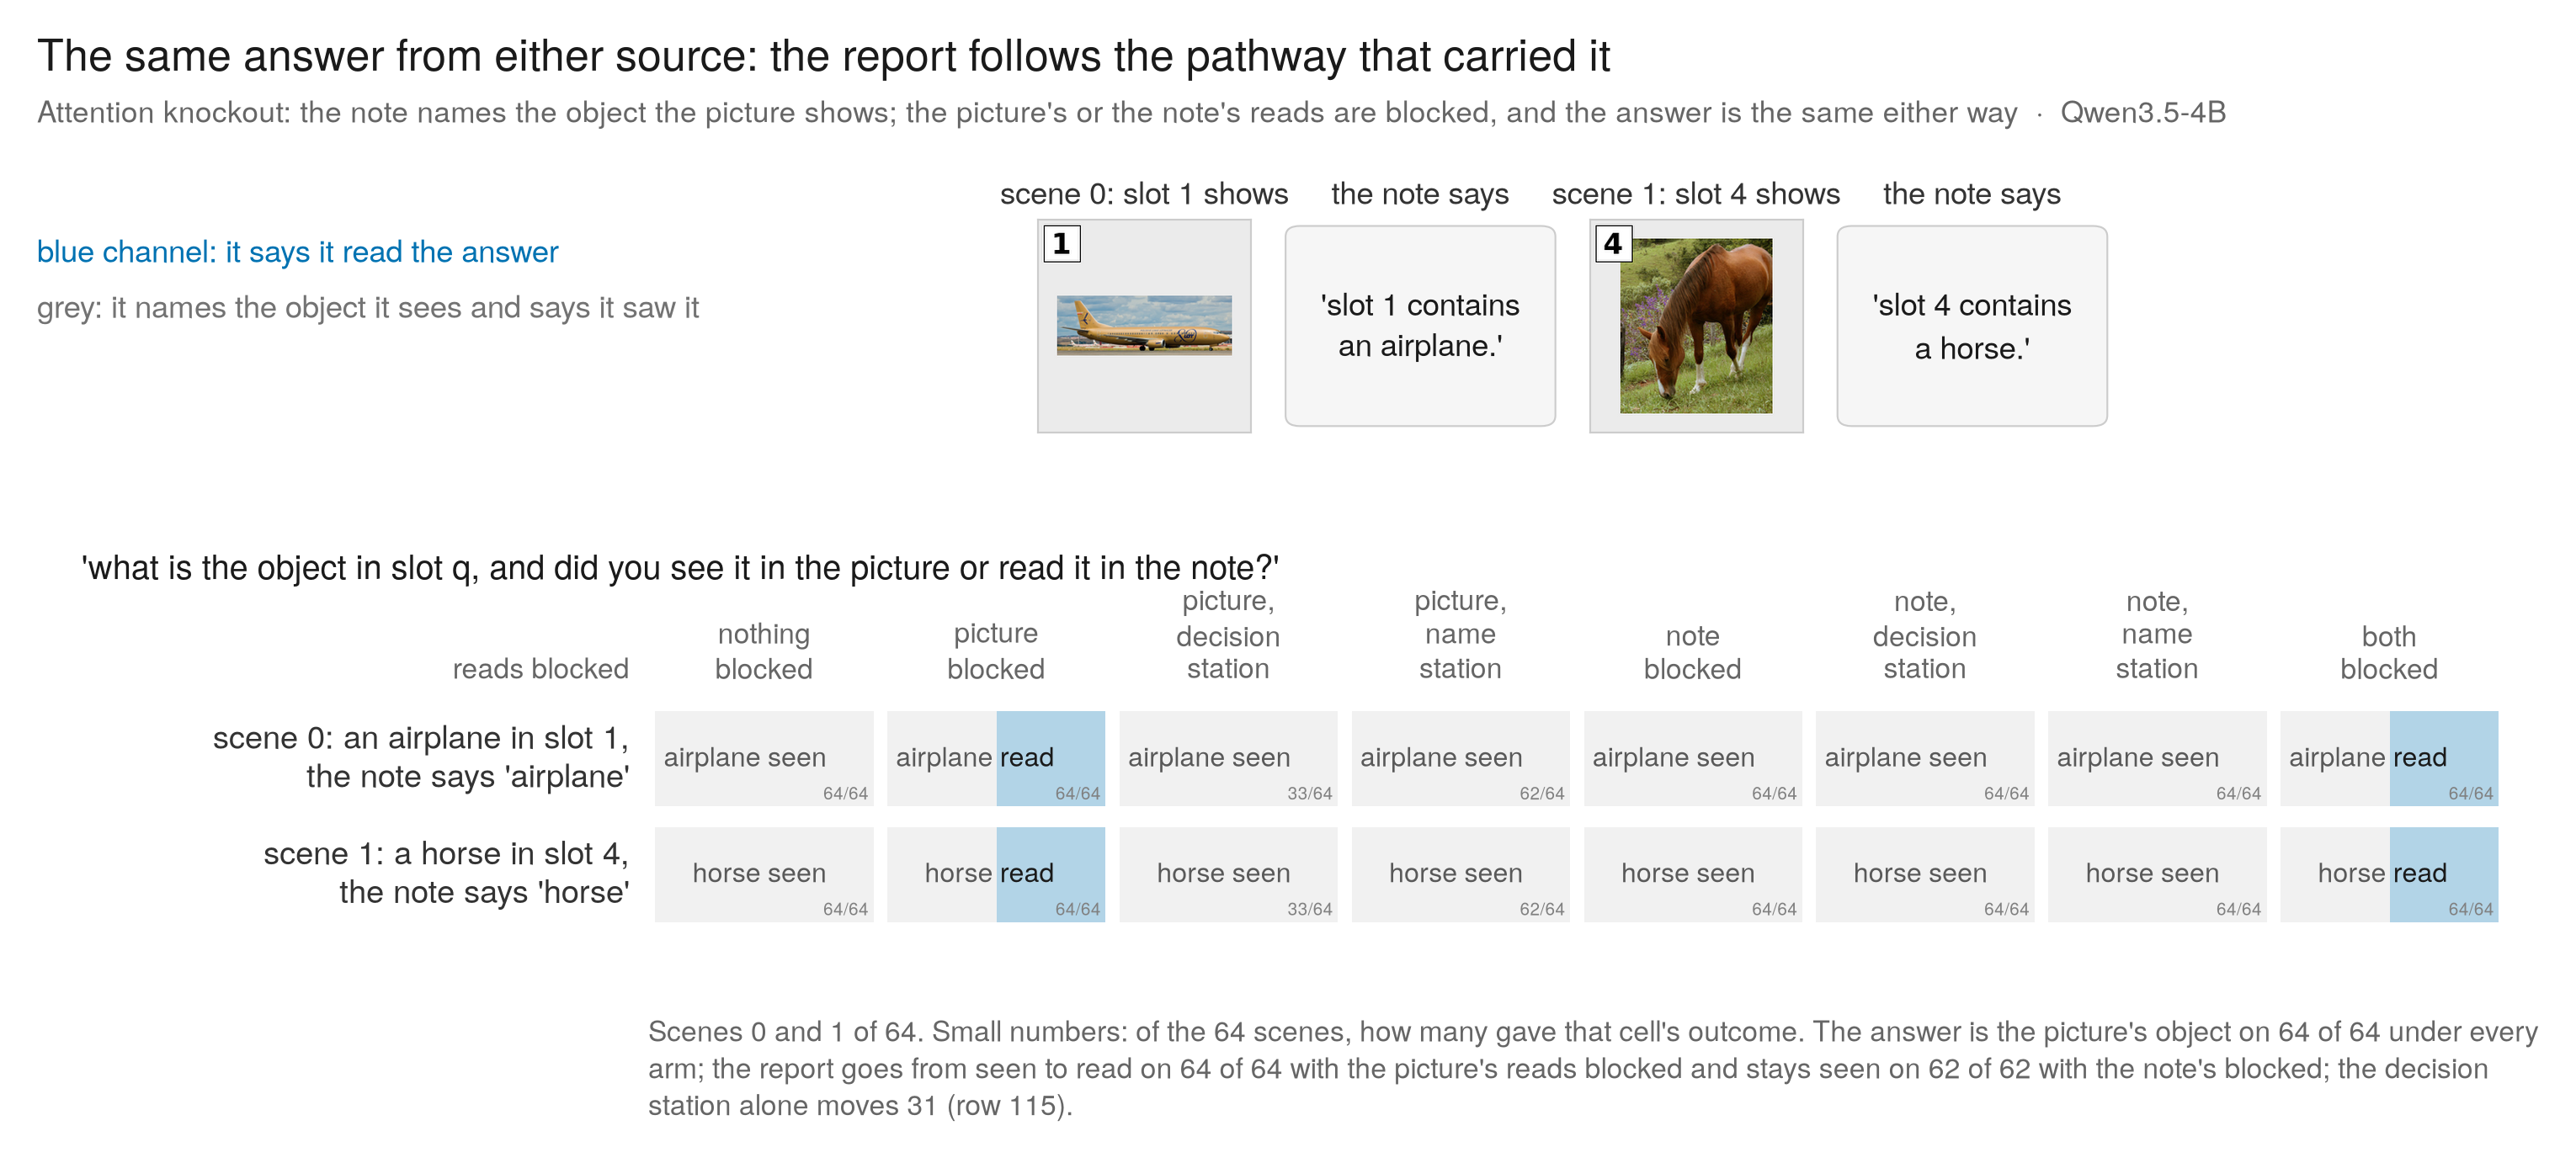 The same answer from either source: the report follows the pathway that carried it
Attention knockout: the note names the object the picture shows; the picture's or the note's reads are blocked, and the answer is the same either way · Qwen3.5-4B
scene 0: slot 1 shows the note says scene 1: slot 4 shows the note says
blue channel: it says it read the answer
grey: it names the object it sees and says it saw it
1
'slot 1 contains
an airplane.'
4
'slot 4 contains
a horse.'
'what is the object in slot q, and did you see it in the picture or read it in the note?'
reads blocked
nothing
blocked
picture
blocked
picture,
decision
station
picture,
name
station
note
blocked
note,
decision
station
note,
name
station
both
blocked
scene 0: an airplane in slot 1,
the note says 'airplane'
airplane seen
64/64
airplane read
64/64
airplane seen
33/64
airplane seen
62/64
airplane seen
64/64
airplane seen
64/64
airplane seen
64/64
airplane read
64/64
scene 1: a horse in slot 4,
the note says 'horse'
horse seen
64/64
horse read
64/64
horse seen
33/64
horse seen
62/64
horse seen
64/64
horse seen
64/64
horse seen
64/64
horse read
64/64
Scenes 0 and 1 of 64. Small numbers: of the 64 scenes, how many gave that cell's outcome. The answer is the picture's object on 64 of 64 under every
arm; the report goes from seen to read on 64 of 64 with the picture's reads blocked and stays seen on 62 of 62 with the note's blocked; the decision
station alone moves 31 (row 115).